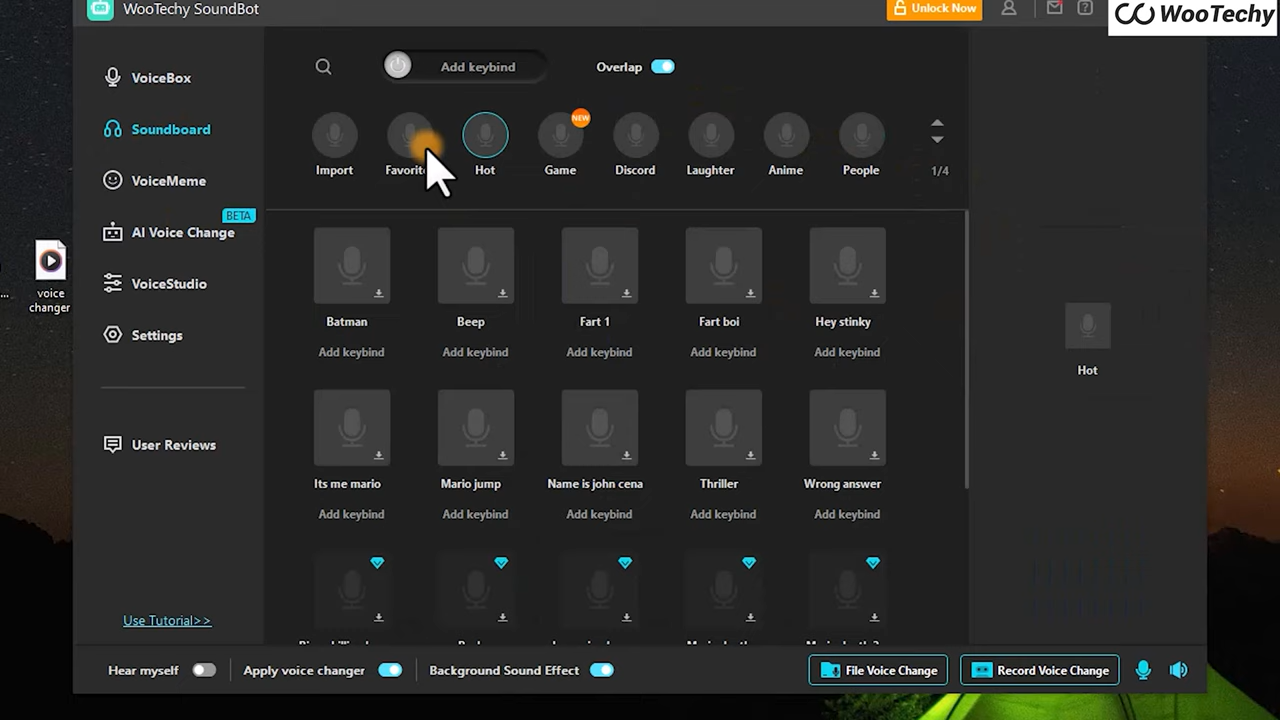 WooTechy SoundBot
Unlock Now
WooTechy
VoiceBox
Soundboard
VoiceMeme
BETA
AI Voice Change
VoiceStudio
Settings
User Reviews
Use Tutorial>>
voice
changer
Add keybind
Overlap
NEW
Import
Favorite
Hot
Game
Discord
Laughter
Anime
People
1/4
Batman
Beep
Fart 1
Fart boi
Hey stinky
Add keybind
Add keybind
Add keybind
Add keybind
Add keybind
Its me mario
Mario jump
Name is john cena
Thriller
Wrong answer
Add keybind
Add keybind
Add keybind
Add keybind
Add keybind
Hot
Hear myself
Apply voice changer
Background Sound Effect
File Voice Change
Record Voice Change